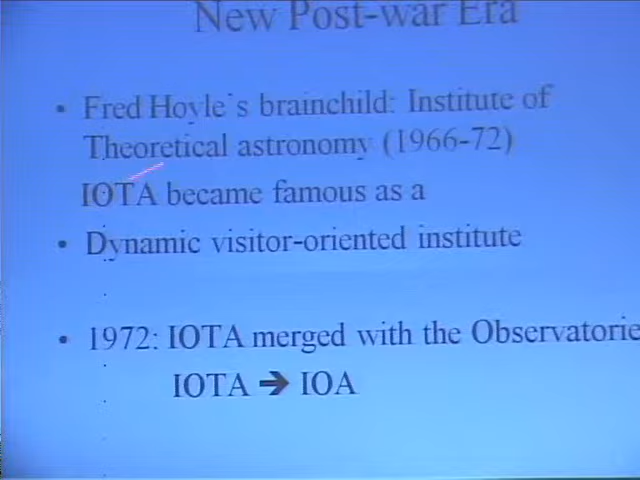 New Post-war Era
• Fred Hoyle`s brainchild: Institute of
Theoretical astronomy (1966-72)
IOTA became famous as a
• Dynamic visitor-oriented institute
• 1972: IOTA merged with the Observatorie
IOTA ➔ IOA